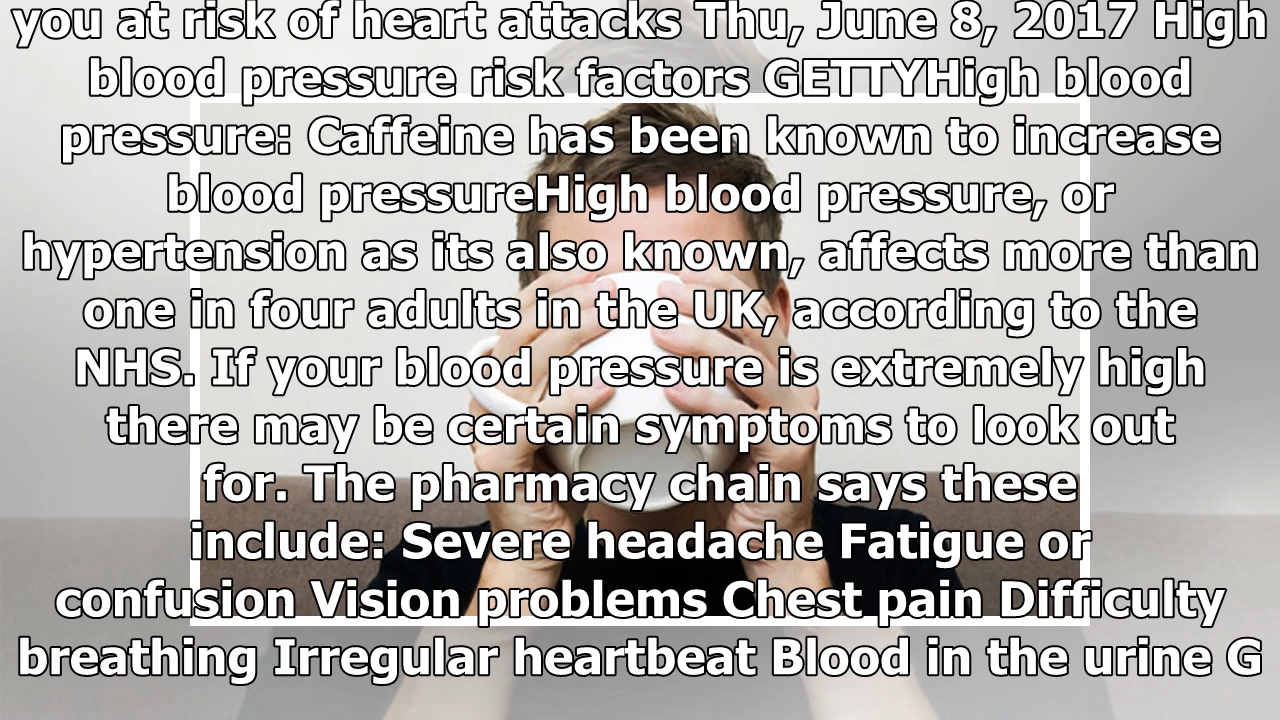 you at risk of heart attacks Thu, June 8, 2017 High
blood pressure risk factors GETTYHigh blood
pressure: Caffeine has been known to increase
blood pressureHigh blood pressure, or
hypertension as its also known, affects more than
one in four adults in the UK, according to the
NHS. If your blood pressure is extremely high
there may be certain symptoms to look out
for. The pharmacy chain says these
include: Severe headache Fatigue or
confusion Vision problems Chest pain Difficulty
breathing Irregular heartbeat Blood in the urine G